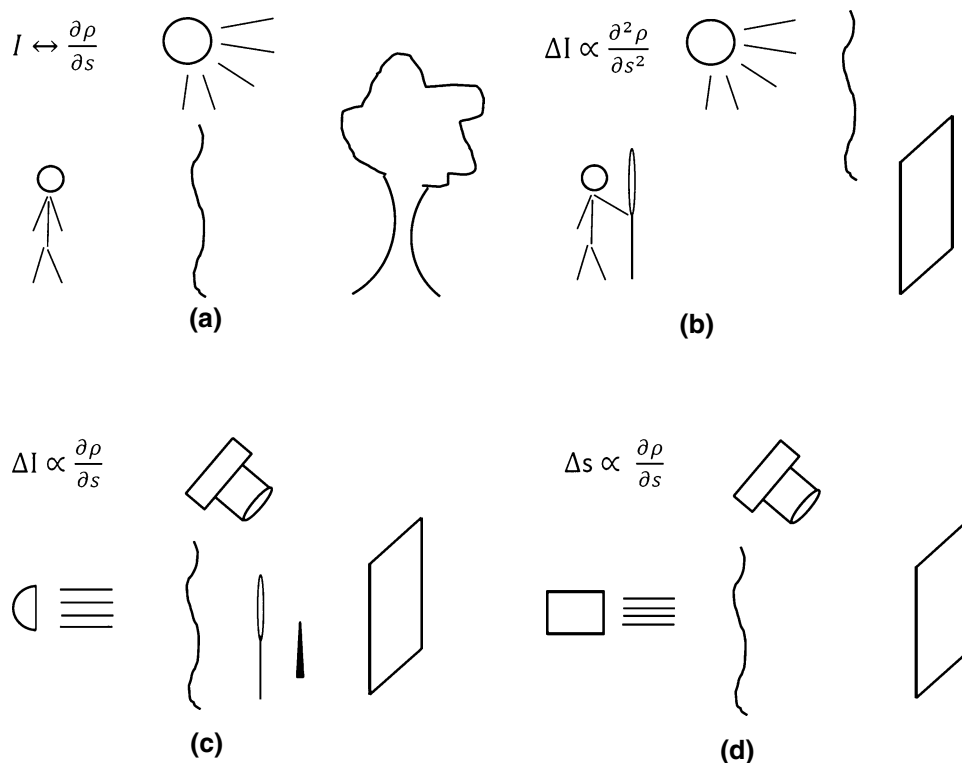 I ↔ ∂ρ/∂s
ΔI ∝ ∂²ρ/∂s²
(a)
(b)
ΔI ∝ ∂ρ/∂s
Δs ∝ ∂ρ/∂s
(c)
(d)